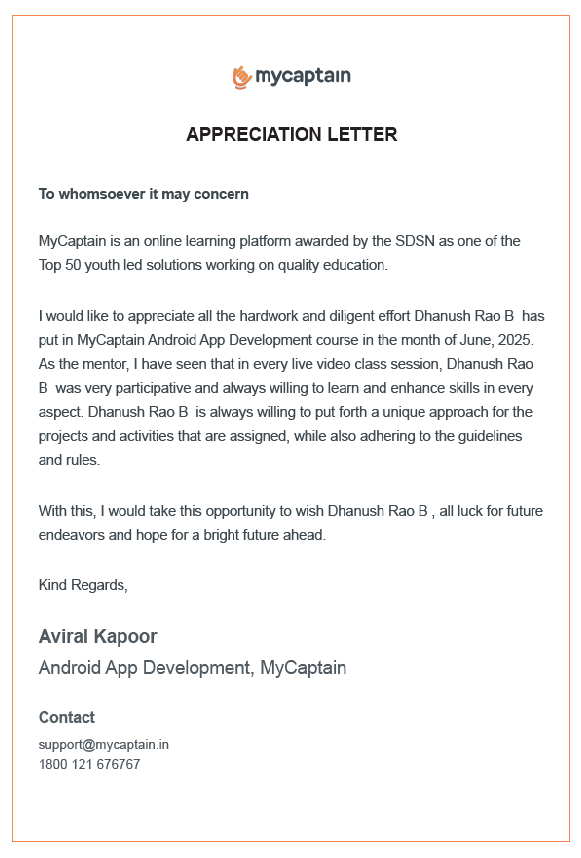 mycaptain
APPRECIATION LETTER
To whomsoever it may concern
MyCaptain is an online learning platform awarded by the SDSN as one of the
Top 50 youth led solutions working on quality education.
I would like to appreciate all the hardwork and diligent effort Dhanush Rao B  has
put in MyCaptain Android App Development course in the month of June, 2025.
As the mentor, I have seen that in every live video class session, Dhanush Rao
B  was very participative and always willing to learn and enhance skills in every
aspect. Dhanush Rao B  is always willing to put forth a unique approach for the
projects and activities that are assigned, while also adhering to the guidelines
and rules.
With this, I would take this opportunity to wish Dhanush Rao B , all luck for future
endeavors and hope for a bright future ahead.
Kind Regards,
Aviral Kapoor
Android App Development, MyCaptain
Contact
support@mycaptain.in
1800 121 676767